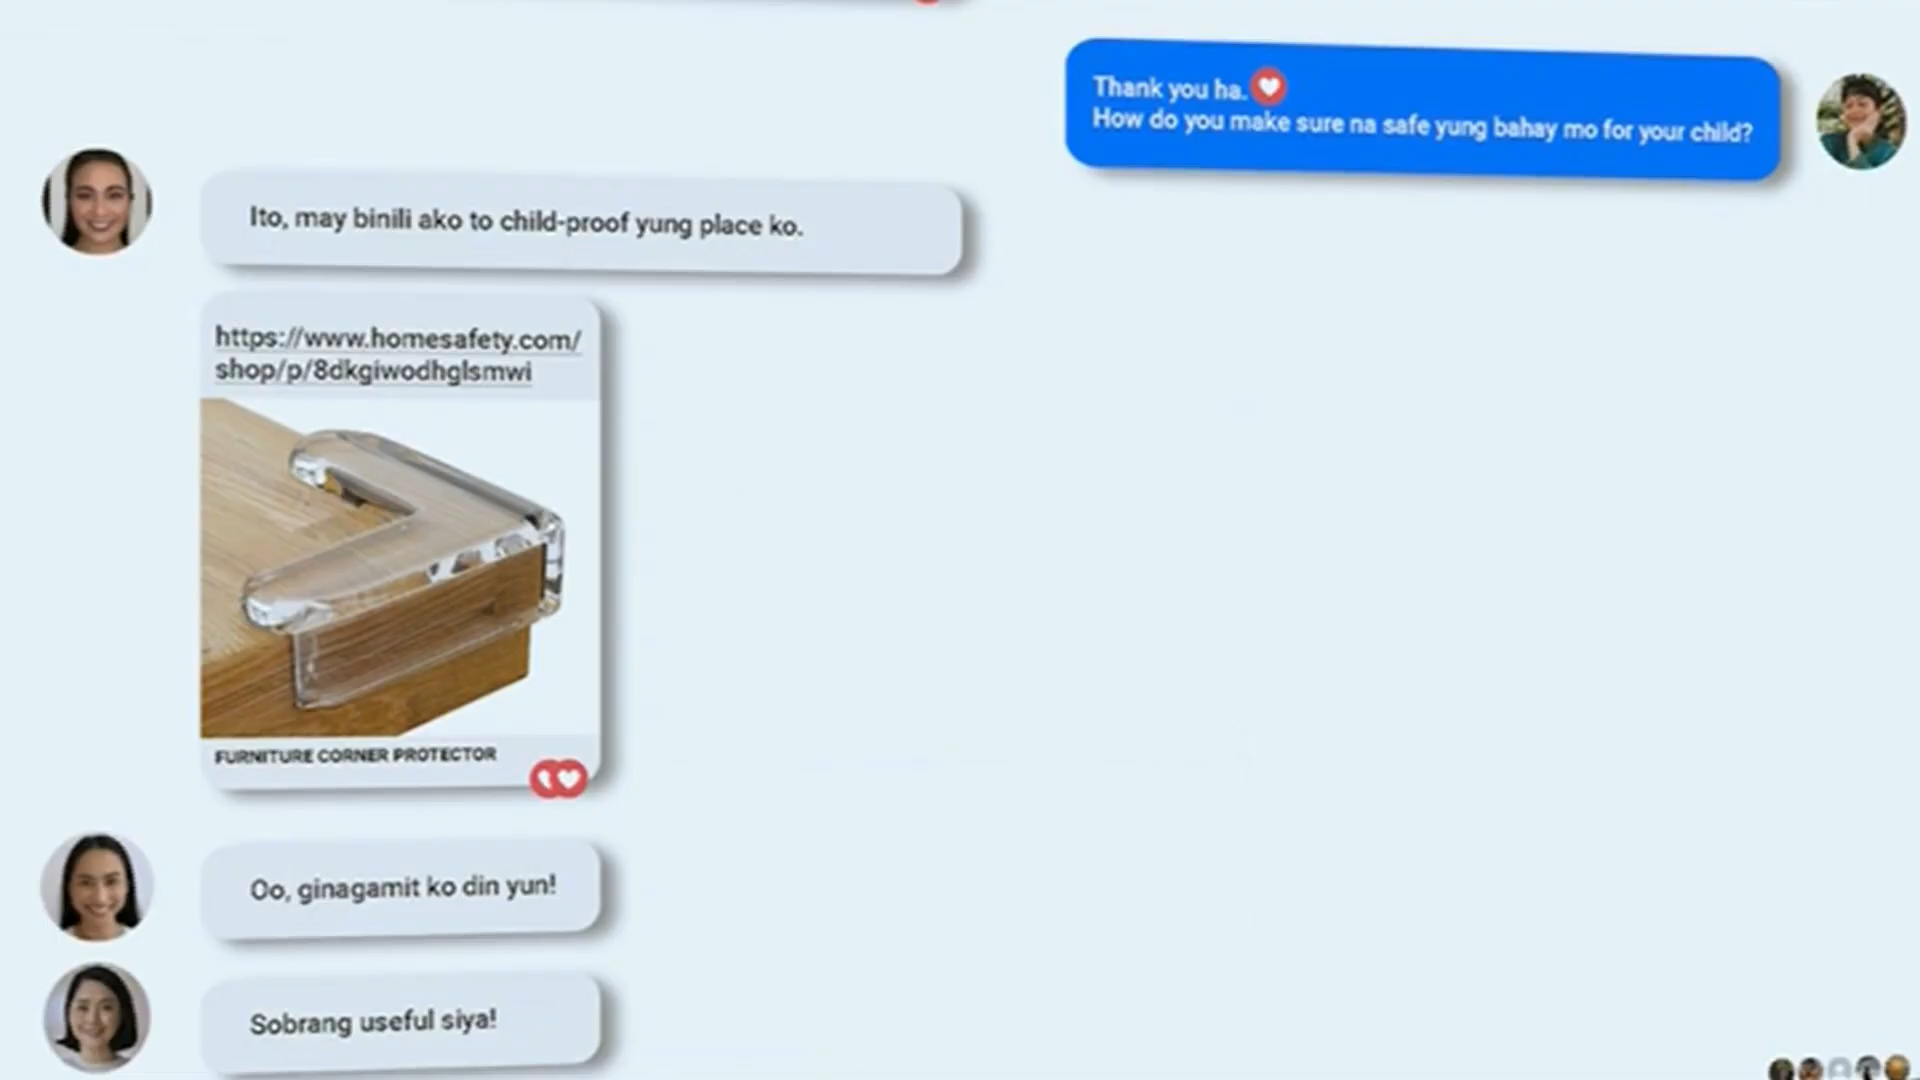 Thank you ha.
How do you make sure na safe yung bahay mo for your child?
Ito, may binili ako to child-proof yung place ko.
https://www.homesafety.com/
shop/p/8dkgiwodhglsmwi
FURNITURE CORNER PROTECTOR
Oo, ginagamit ko din yun!
Sobrang useful siya!